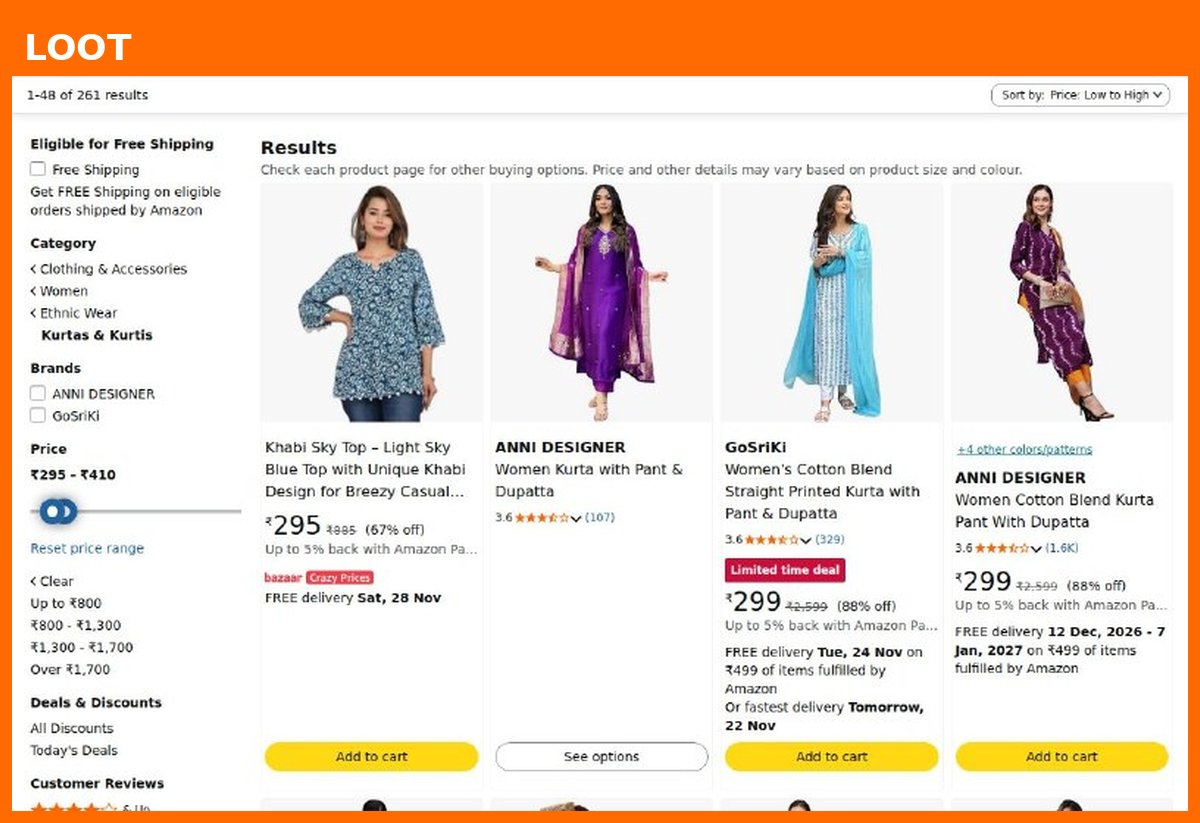 LOOT
1-48 of 261 results
Sort by: Price: Low to High
Eligible for Free Shipping
Free Shipping
Get FREE Shipping on eligible
orders shipped by Amazon
Category
Clothing & Accessories
Women
Ethnic Wear
Kurtas & Kurtis
Brands
ANNI DESIGNER
GoSriKi
Price
₹295 - ₹410
Reset price range
Clear
Up to ₹800
₹800 - ₹1,300
₹1,300 - ₹1,700
Over ₹1,700
Deals & Discounts
All Discounts
Today's Deals
Customer Reviews
& Up
Results
Check each product page for other buying options. Price and other details may vary based on product size and colour.
Khabi Sky Top – Light Sky
Blue Top with Unique Khabi
Design for Breezy Casual...
₹295 ₹885 (67% off)
Up to 5% back with Amazon Pa...
bazaar Crazy Prices
FREE delivery Sat, 28 Nov
Add to cart
ANNI DESIGNER
Women Kurta with Pant &
Dupatta
3.6 (107)
See options
GoSriKi
Women's Cotton Blend
Straight Printed Kurta with
Pant & Dupatta
3.6 (329)
Limited time deal
₹299 ₹2,599 (88% off)
Up to 5% back with Amazon Pa...
FREE delivery Tue, 24 Nov on
₹499 of items fulfilled by
Amazon
Or fastest delivery Tomorrow,
22 Nov
Add to cart
+4 other colors/patterns
ANNI DESIGNER
Women Cotton Blend Kurta
Pant With Dupatta
3.6 (1.6K)
₹299 ₹2,599 (88% off)
Up to 5% back with Amazon Pa...
FREE delivery 12 Dec, 2026 - 7
Jan, 2027 on ₹499 of items
fulfilled by Amazon
Add to cart